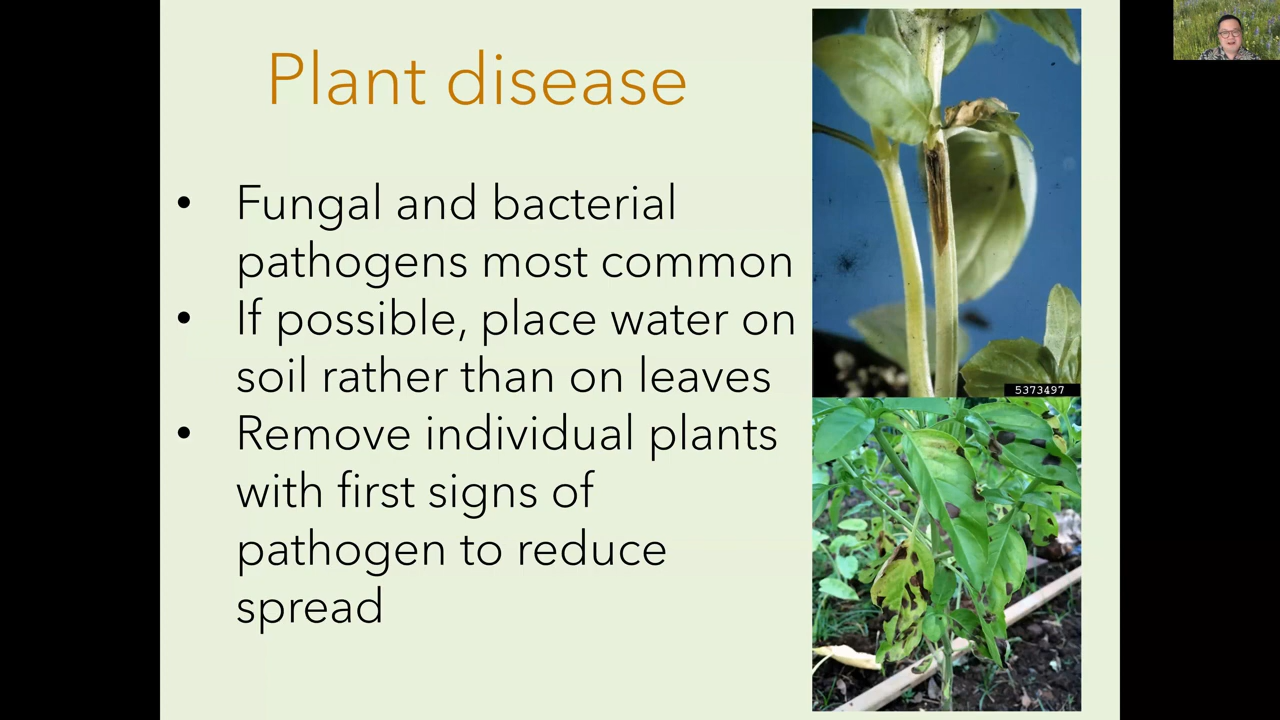 Plant disease
• Fungal and bacterial
pathogens most common
• If possible, place water on
soil rather than on leaves
• Remove individual plants
with first signs of
pathogen to reduce
spread
5373497